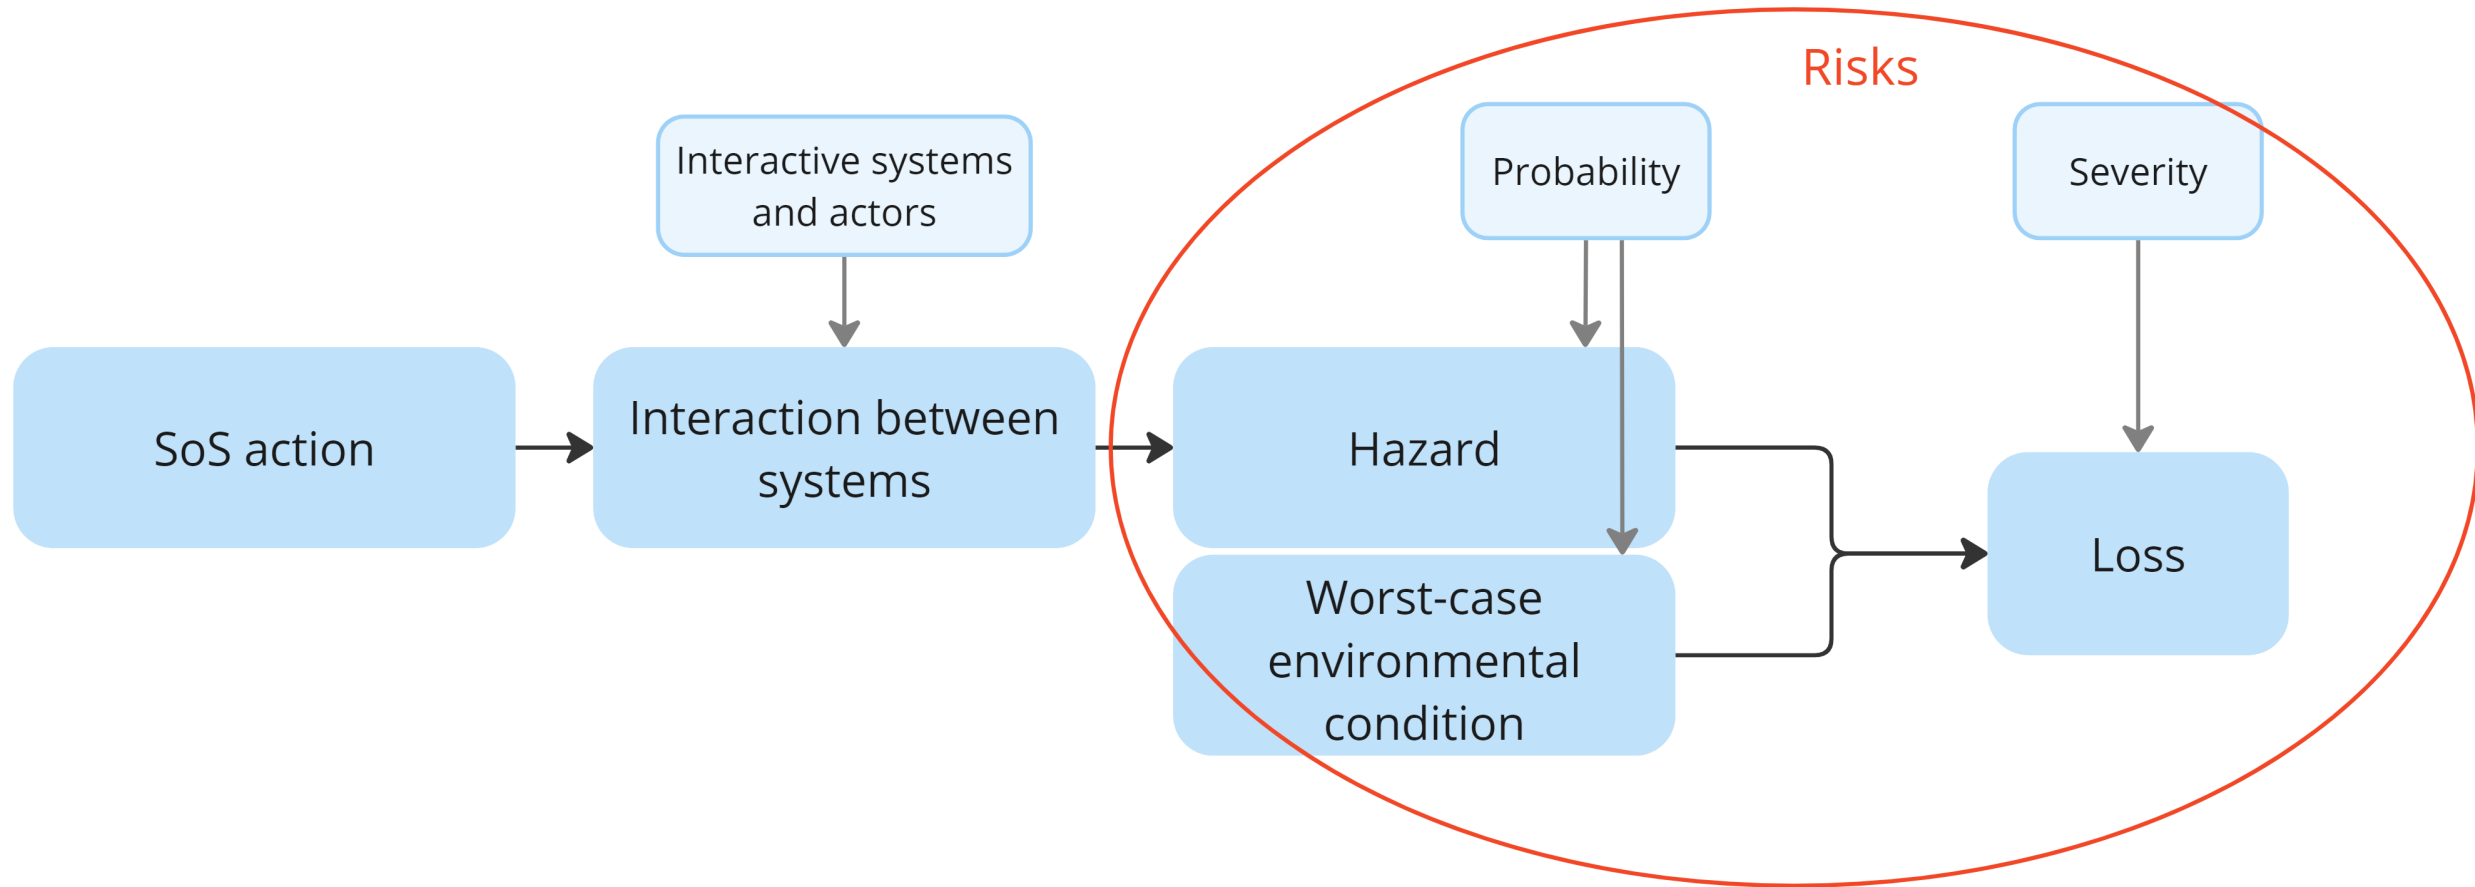 Risks
Interactive systems
and actors
Probability
Severity
SoS action
Interaction between
systems
Hazard
Worst-case
environmental
condition
Loss